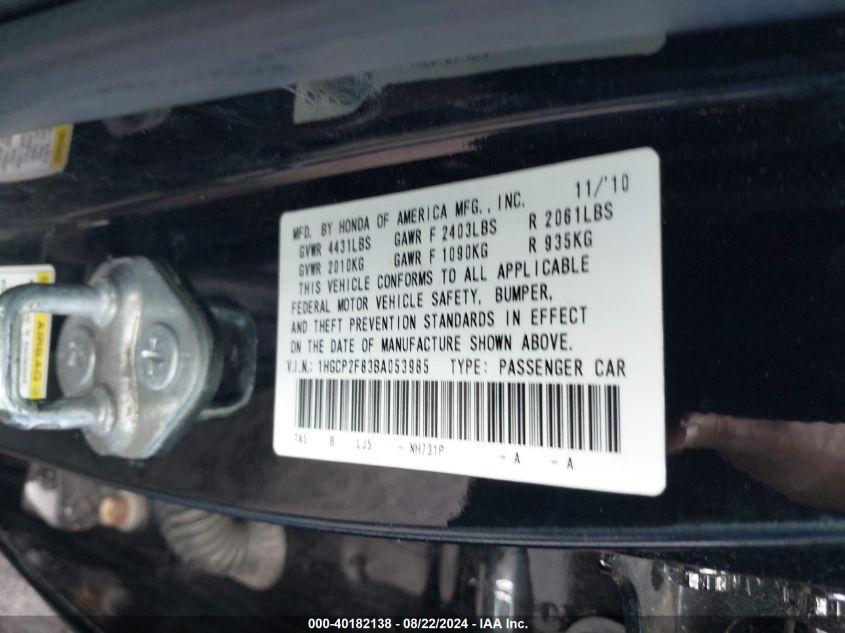 11/'10
MFD. BY HONDA OF AMERICA MFG., INC.
GVWR 4431LBS GAWR F 2403LBS R 2061LBS
GVWR 2010KG GAWR F 1090KG R 935KG
THIS VEHICLE CONFORMS TO ALL APPLICABLE
FEDERAL MOTOR VEHICLE SAFETY, BUMPER,
AND THEFT PREVENTION STANDARDS IN EFFECT
ON THE DATE OF MANUFACTURE SHOWN ABOVE.
V.I.N.: 1HGCP2F83BA053985 TYPE: PASSENGER CAR
TA5 B LJ5 - NH731P - A - A
AIRBAG
000-40182138 - 08/22/2024 - IAA Inc.